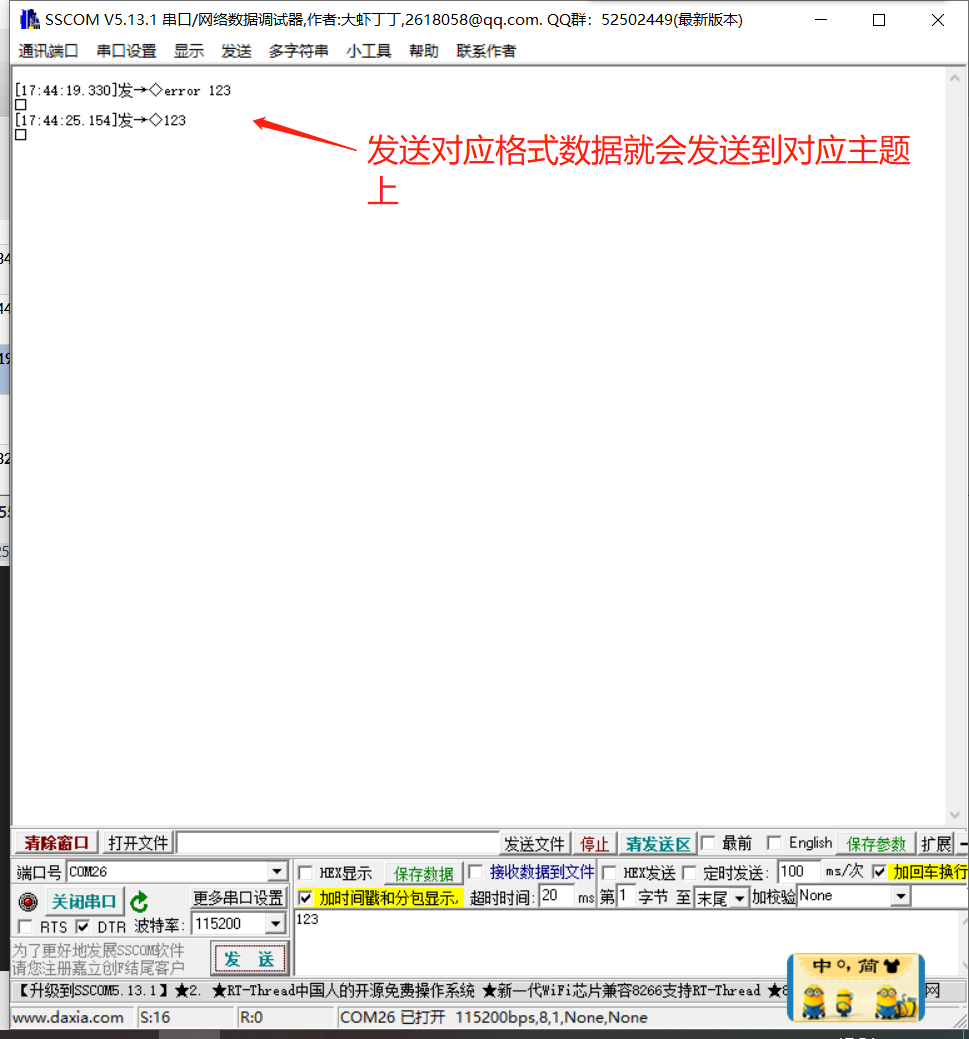 SSCOM V5.13.1 串口/网络数据调试器,作者:大虾丁丁,2618058@qq.com. QQ群: 52502449(最新版本)
通讯端口 串口设置 显示 发送 多字符串 小工具 帮助 联系作者
[17:44:19.330]发→◇error 123
□
[17:44:25.154]发→◇123
□
发送对应格式数据就会发送到对应主题
上
清除窗口 打开文件 发送文件 停止 清发送区 最前 English 保存参数 扩展
端口号 COM26 HEX显示 保存数据 接收数据到文件 HEX发送 定时发送: 100 ms/次 加回车换行
关闭串口 更多串口设置 加时间戳和分包显示, 超时时间: 20 ms 第 1 字节 至 末尾 加校验 None
RTS DTR 波特率: 115200 123
为了更好地发展SSCOM软件
请您注册嘉立创F结尾客户
发 送
【升级到SSCOM5.13.1】★2. ★RT-Thread中国人的开源免费操作系统 ★新一代WiFi芯片兼容8266支持RT-Thread ★8 网
中 °, 简
www.daxia.com S:16 R:0 COM26 已打开 115200bps,8,1,None,None